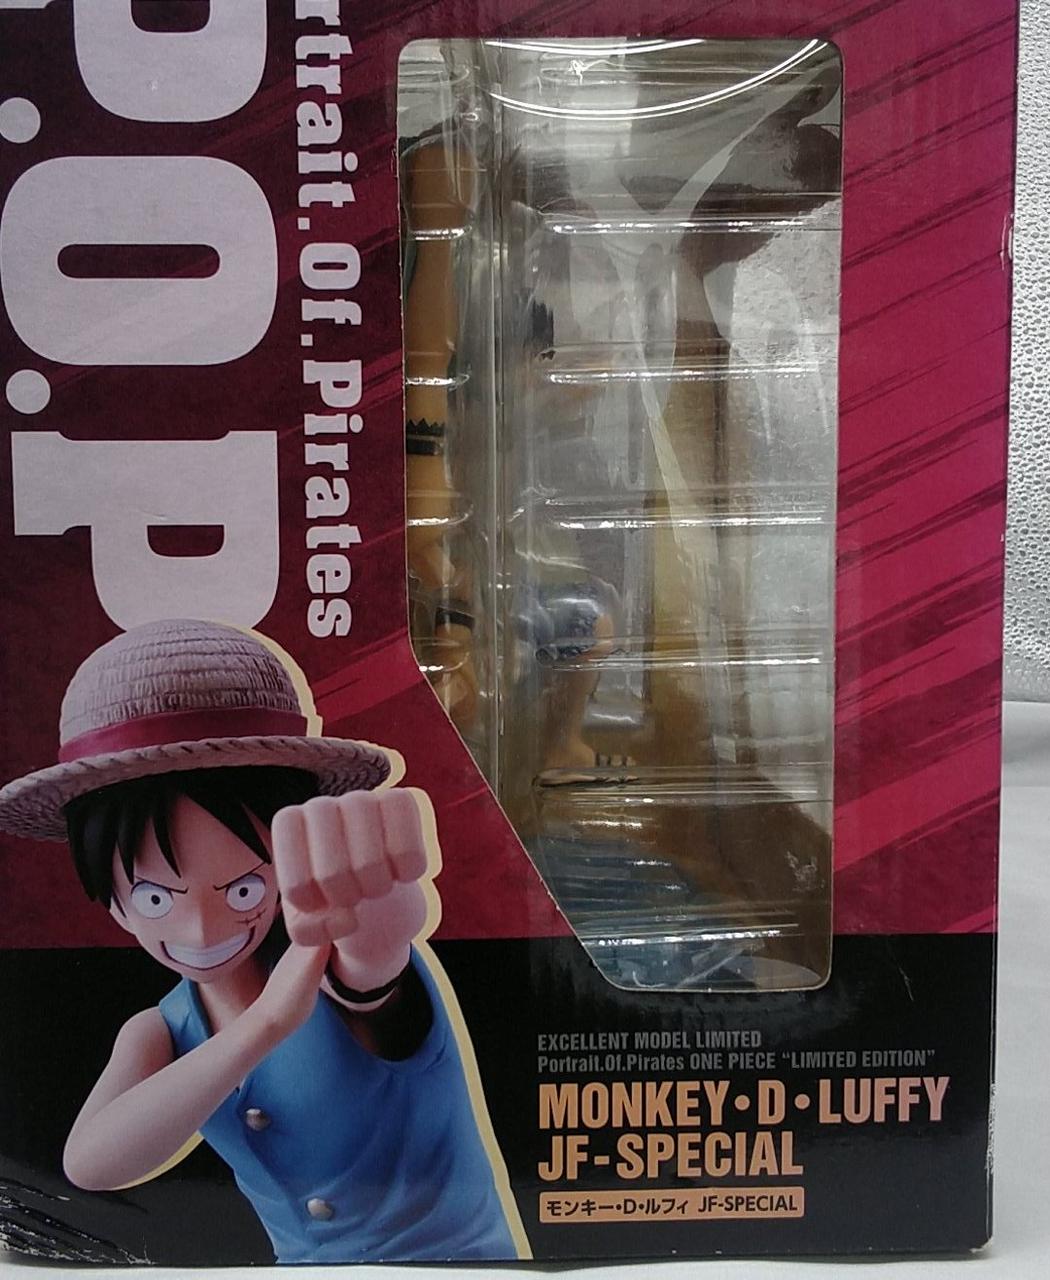 P.O.P
rtrait.Of.Pirates
EXCELLENT MODEL LIMITED
Portrait.Of.Pirates ONE PIECE “LIMITED EDITION”
MONKEY・D・LUFFY
JF-SPECIAL
モンキー・D・ルフィ JF-SPECIAL